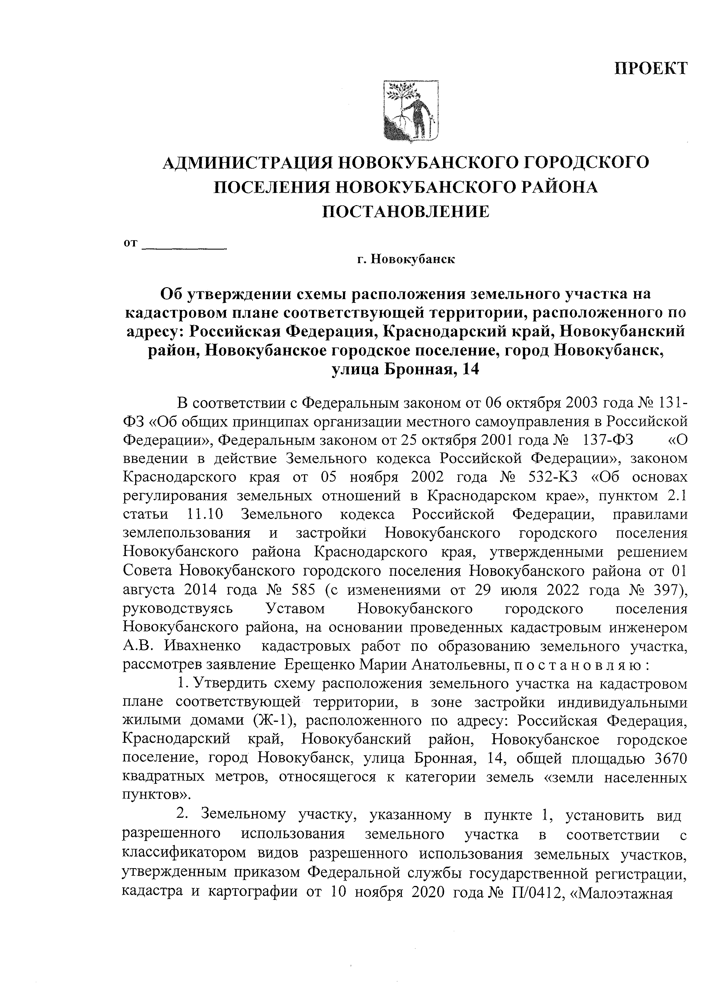 ПРОЕКТ
АДМИНИСТРАЦИЯ НОВОКУБАНСКОГО ГОРОДСКОГО
ПОСЕЛЕНИЯ НОВОКУБАНСКОГО РАЙОНА
ПОСТАНОВЛЕНИЕ
от ____________
г. Новокубанск
Об утверждении схемы расположения земельного участка на
кадастровом плане соответствующей территории, расположенного по
адресу: Российская Федерация, Краснодарский край, Новокубанский
район, Новокубанское городское поселение, город Новокубанск,
улица Бронная, 14
В соответствии с Федеральным законом от 06 октября 2003 года № 131-
ФЗ «Об общих принципах организации местного самоуправления в Российской
Федерации», Федеральным законом от 25 октября 2001 года № 137-ФЗ «О
введении в действие Земельного кодекса Российской Федерации», законом
Краснодарского края от 05 ноября 2002 года № 532-КЗ «Об основах
регулирования земельных отношений в Краснодарском крае», пунктом 2.1
статьи 11.10 Земельного кодекса Российской Федерации, правилами
землепользования и застройки Новокубанского городского поселения
Новокубанского района Краснодарского края, утвержденными решением
Совета Новокубанского городского поселения Новокубанского района от 01
августа 2014 года № 585 (с изменениями от 29 июля 2022 года № 397),
руководствуясь Уставом Новокубанского городского поселения
Новокубанского района, на основании проведенных кадастровым инженером
А.В. Ивахненко кадастровых работ по образованию земельного участка,
рассмотрев заявление Ерещенко Марии Анатольевны, п о с т а н о в л я ю :
1. Утвердить схему расположения земельного участка на кадастровом
плане соответствующей территории, в зоне застройки индивидуальными
жилыми домами (Ж-1), расположенного по адресу: Российская Федерация,
Краснодарский край, Новокубанский район, Новокубанское городское
поселение, город Новокубанск, улица Бронная, 14, общей площадью 3670
квадратных метров, относящегося к категории земель «земли населенных
пунктов».
2. Земельному участку, указанному в пункте 1, установить вид
разрешенного использования земельного участка в соответствии с
классификатором видов разрешенного использования земельных участков,
утвержденным приказом Федеральной службы государственной регистрации,
кадастра и картографии от 10 ноября 2020 года № П/0412, «Малоэтажная